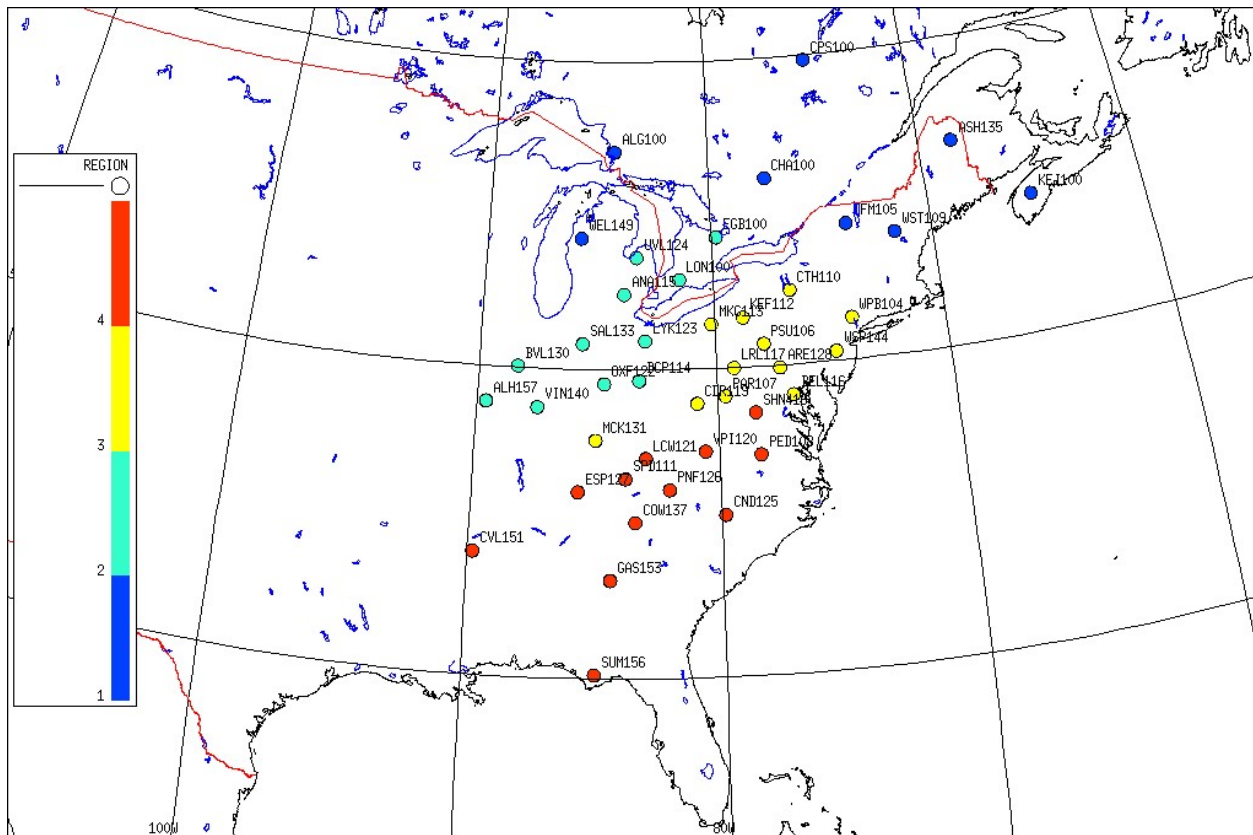 CPS100
ASH135
ALG100
REGION
CHA100
KEJ100
HFM105
WST109
WEL149
EGB100
UVL124
LON100
ANA115
CTH110
MKG113
KEF112
WPB104
4
SAL133
LYK123
PSU106
WSP144
BVL130
OXF122
DCP114
LRL117
ARE128
ALH157
VIN140
CDR119
PAR107
BEL116
MCK131
LCW121
VPI120
PED108
3
ESP127
SPD111
PNF126
COW137
CND125
CVL151
2
GAS153
SUM156
1
100W
80W